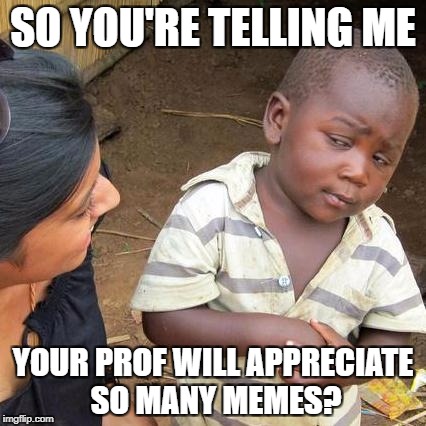 SO YOU'RE TELLING ME
YOUR PROF WILL APPRECIATE
SO MANY MEMES?
imgflip.com